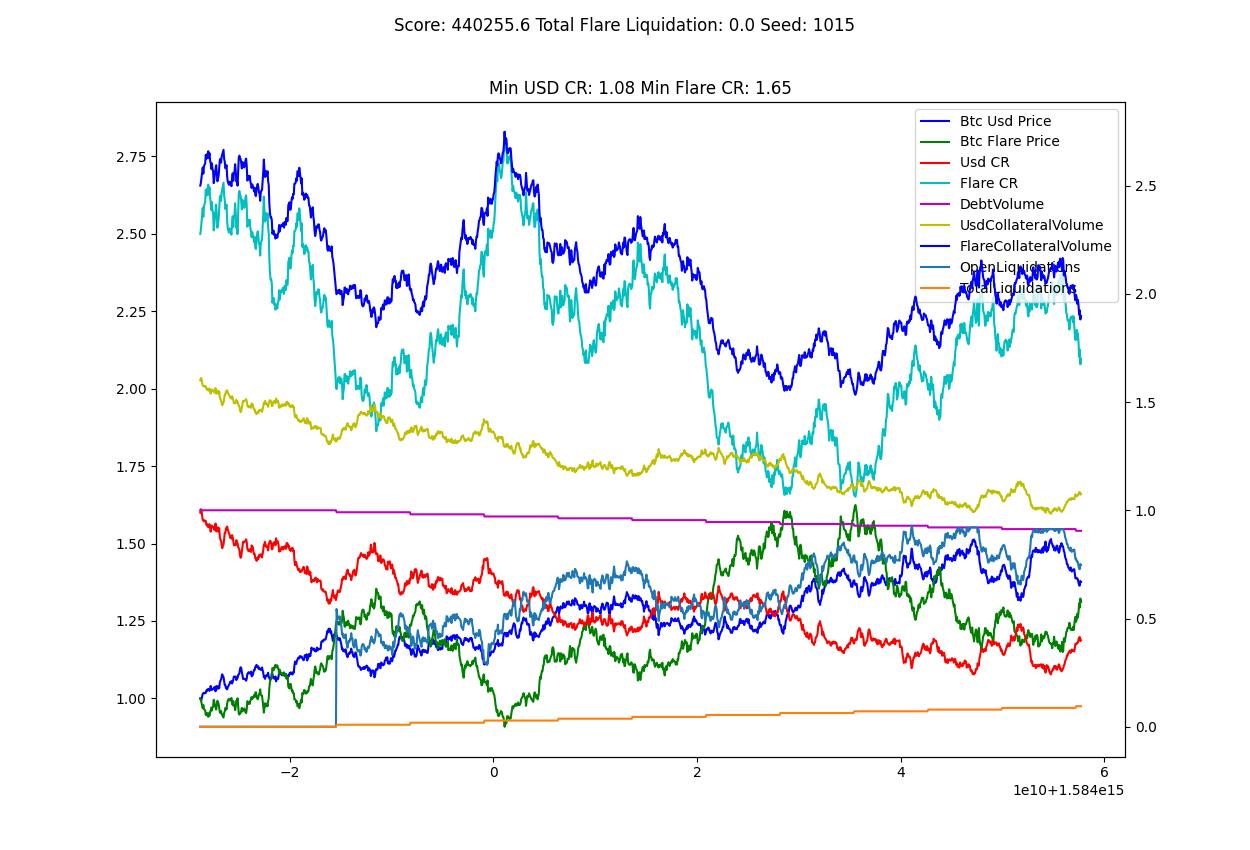 Score: 440255.6 Total Flare Liquidation: 0.0 Seed: 1015
Min USD CR: 1.08 Min Flare CR: 1.65
Btc Usd Price
Btc Flare Price
Usd CR
Flare CR
DebtVolume
UsdCollateralVolume
FlareCollateralVolume
OpenLiquidations
TotalLiquidations
2.75
2.50
2.25
2.00
1.75
1.50
1.25
1.00
2.5
2.0
1.5
1.0
0.5
0.0
−2
0
2
4
6
1e10+1.584e15